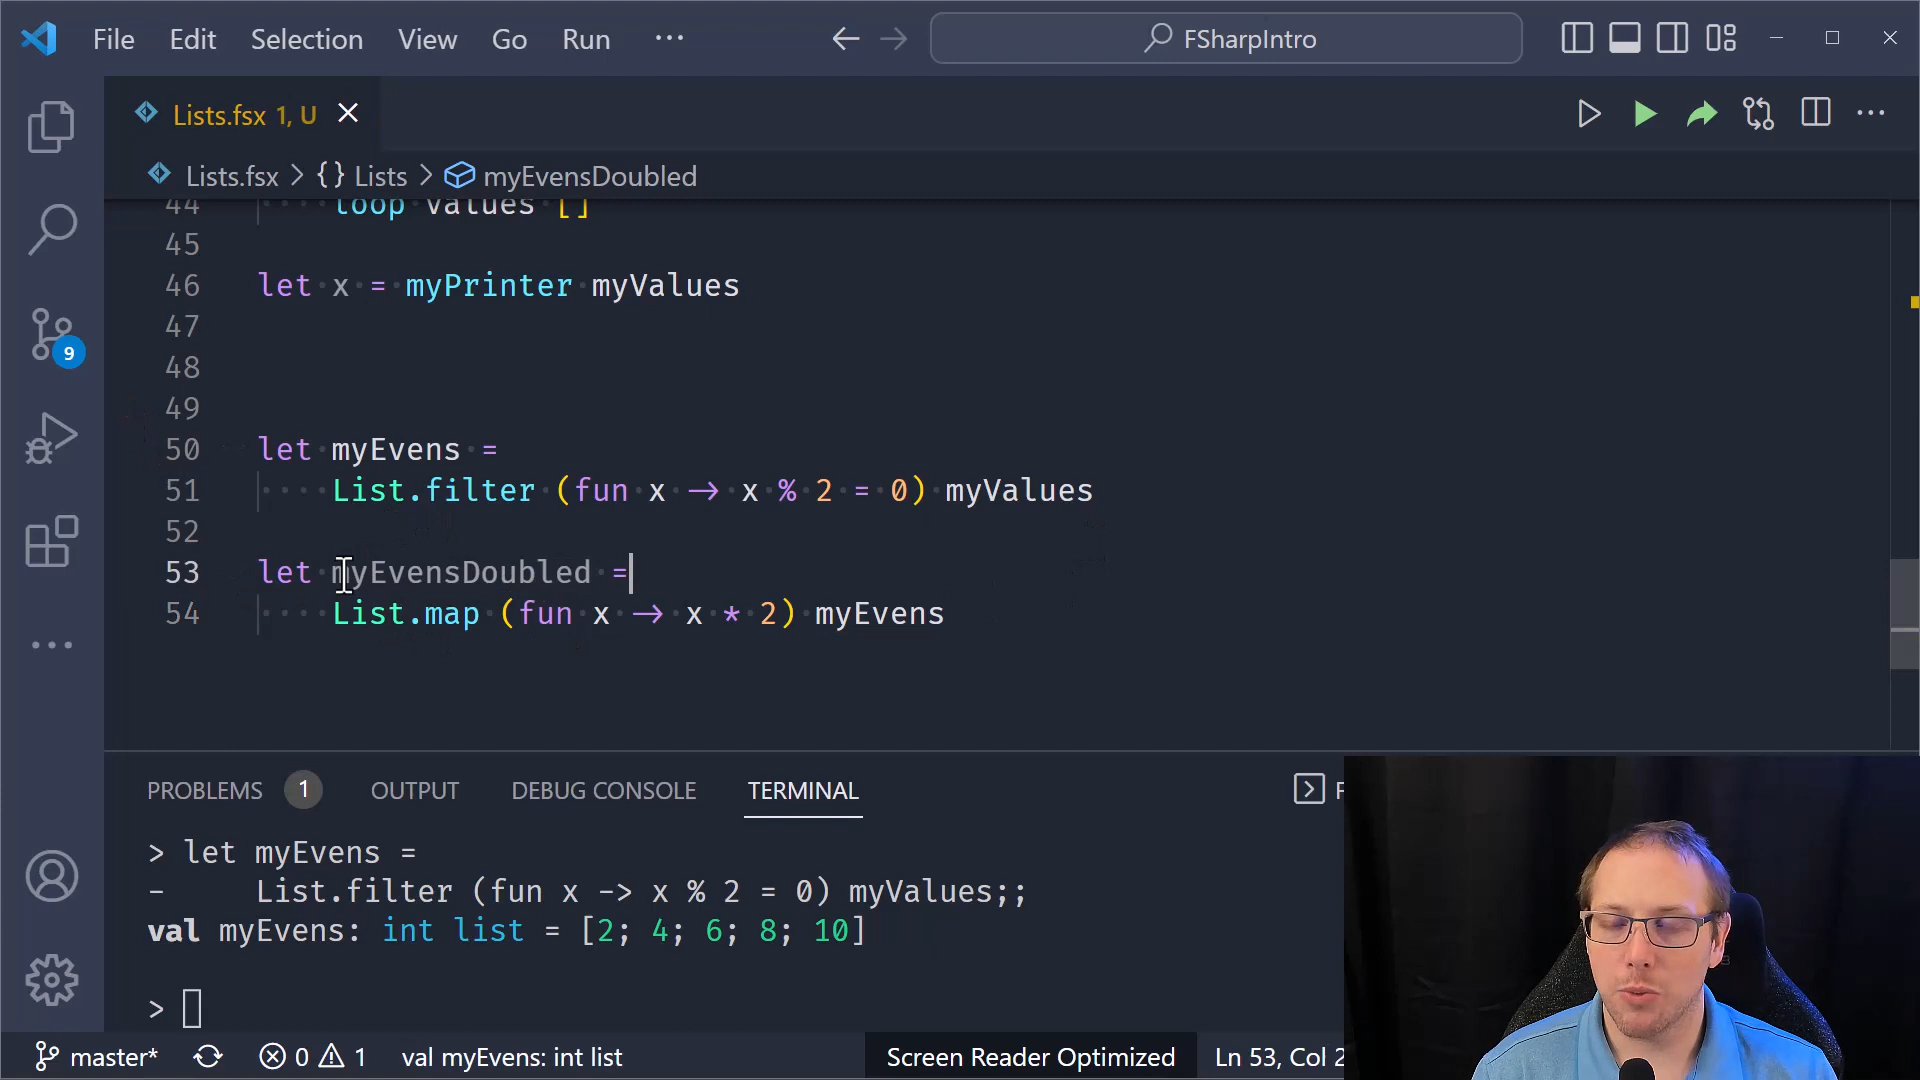 File Edit Selection View Go Run ··· FSharpIntro
Lists.fsx 1, U
Lists.fsx > {} Lists > myEvensDoubled
44 loop values []
45
46 let x = myPrinter myValues
47
48
49
50 let myEvens =
51 List.filter (fun x → x % 2 = 0) myValues
52
53 let myEvensDoubled =
54 List.map (fun x → x * 2) myEvens
PROBLEMS 1 OUTPUT DEBUG CONSOLE TERMINAL
> let myEvens =
-     List.filter (fun x -> x % 2 = 0) myValues;;
val myEvens: int list = [2; 4; 6; 8; 10]
>
9
master* 0 1 val myEvens: int list Screen Reader Optimized Ln 53, Col 2